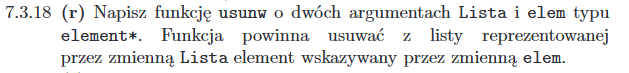 7.3.18 (r) Napisz funkcję usunw o dwóch argumentach Lista i elem typu
element*. Funkcja powinna usuwać z listy reprezentowanej
przez zmienną Lista element wskazywany przez zmienną elem.